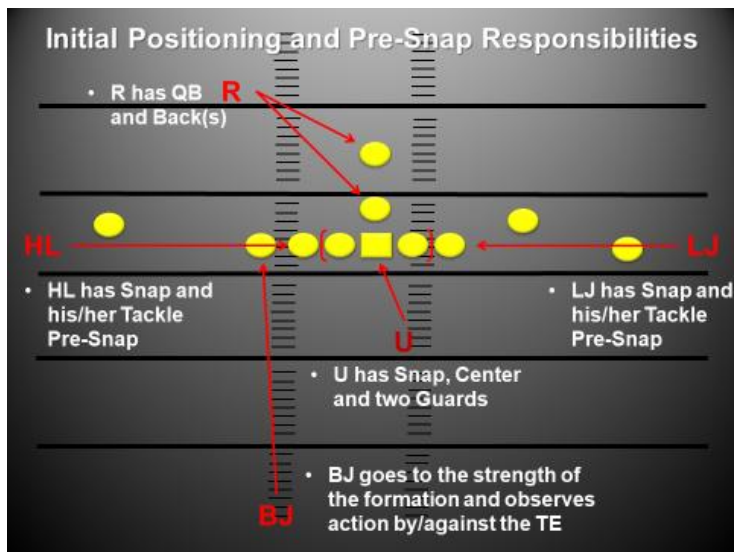 Initial Positioning and Pre-Snap Responsibilities
• R has QB
and Back(s)
R
HL
LJ
• HL has Snap and
his/her Tackle
Pre-Snap
• LJ has Snap and
his/her Tackle
Pre-Snap
U
• U has Snap, Center
and two Guards
BJ
• BJ goes to the strength of
the formation and observes
action by/against the TE